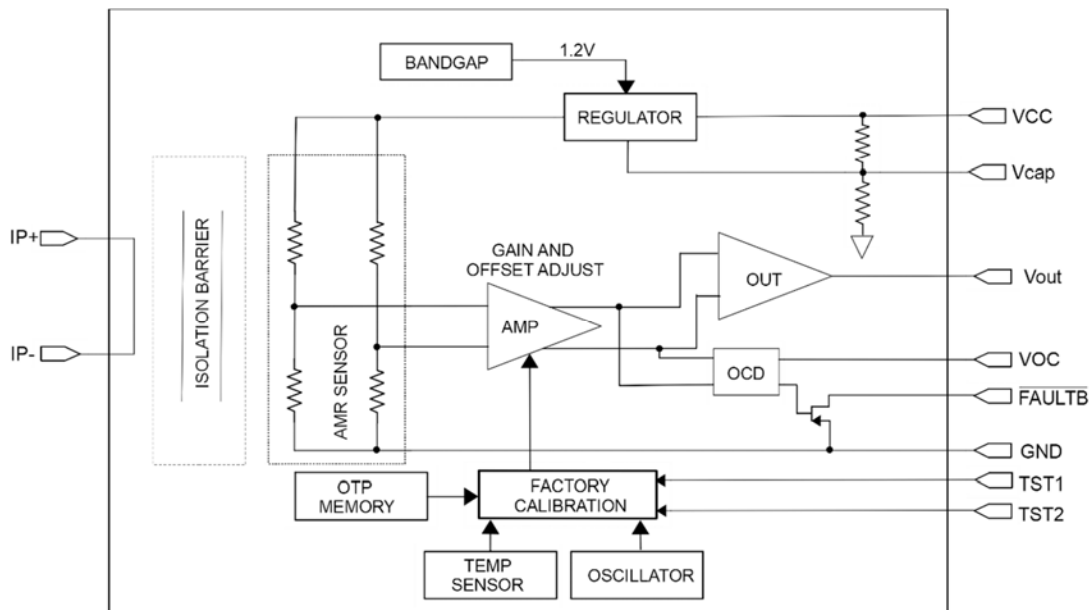 BANDGAP
1.2V
REGULATOR
VCC
Vcap
IP+
IP-
ISOLATION BARRIER
AMR SENSOR
GAIN AND
OFFSET ADJUST
AMP
OUT
Vout
OCD
VOC
FAULTB
GND
OTP
MEMORY
FACTORY
CALIBRATION
TST1
TST2
TEMP
SENSOR
OSCILLATOR